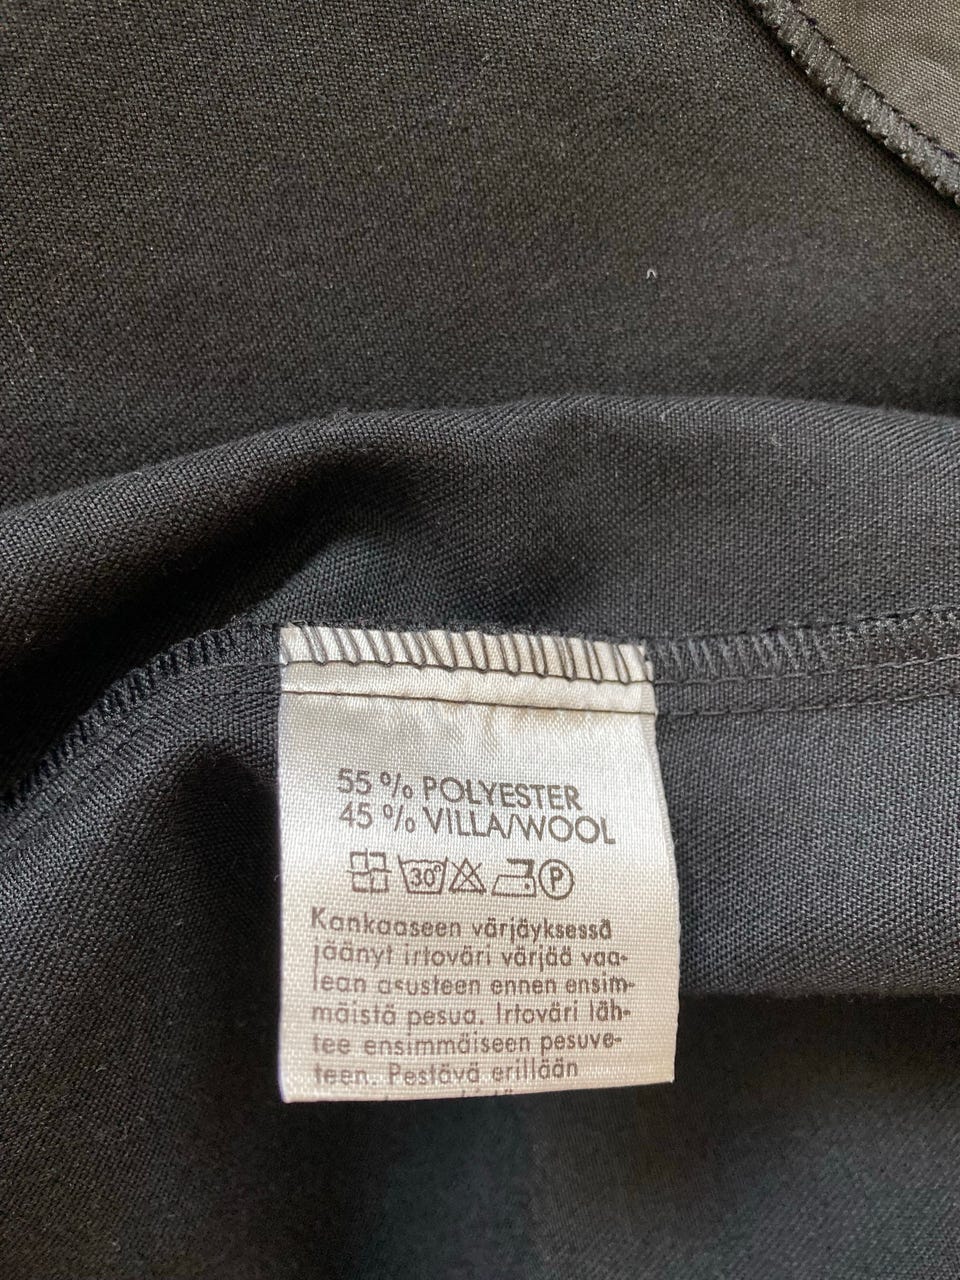 55 % POLYESTER
45 % VILLA/WOOL
30° P
Kankaaseen värjäyksessä
jäänyt irtoväri värjää vaa-
lean asusteen ennen ensim-
mäistä pesua. Irtoväri läh-
tee ensimmäiseen pesuve-
teen. Pestävä erillään